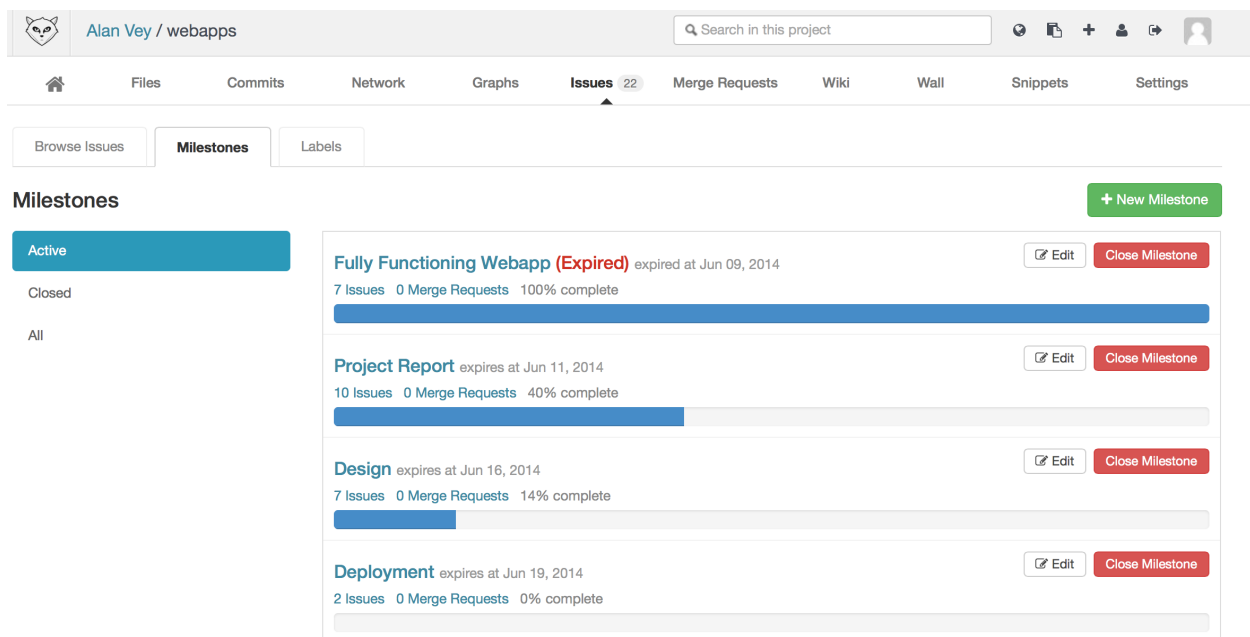 Alan Vey / webapps
Search in this project
Files Commits Network Graphs Issues 22 Merge Requests Wiki Wall Snippets Settings
Browse Issues Milestones Labels
Milestones
+ New Milestone
Active
Closed
All
Fully Functioning Webapp (Expired) expired at Jun 09, 2014
Edit Close Milestone
7 Issues 0 Merge Requests 100% complete
Project Report expires at Jun 11, 2014
Edit Close Milestone
10 Issues 0 Merge Requests 40% complete
Design expires at Jun 16, 2014
Edit Close Milestone
7 Issues 0 Merge Requests 14% complete
Deployment expires at Jun 19, 2014
Edit Close Milestone
2 Issues 0 Merge Requests 0% complete